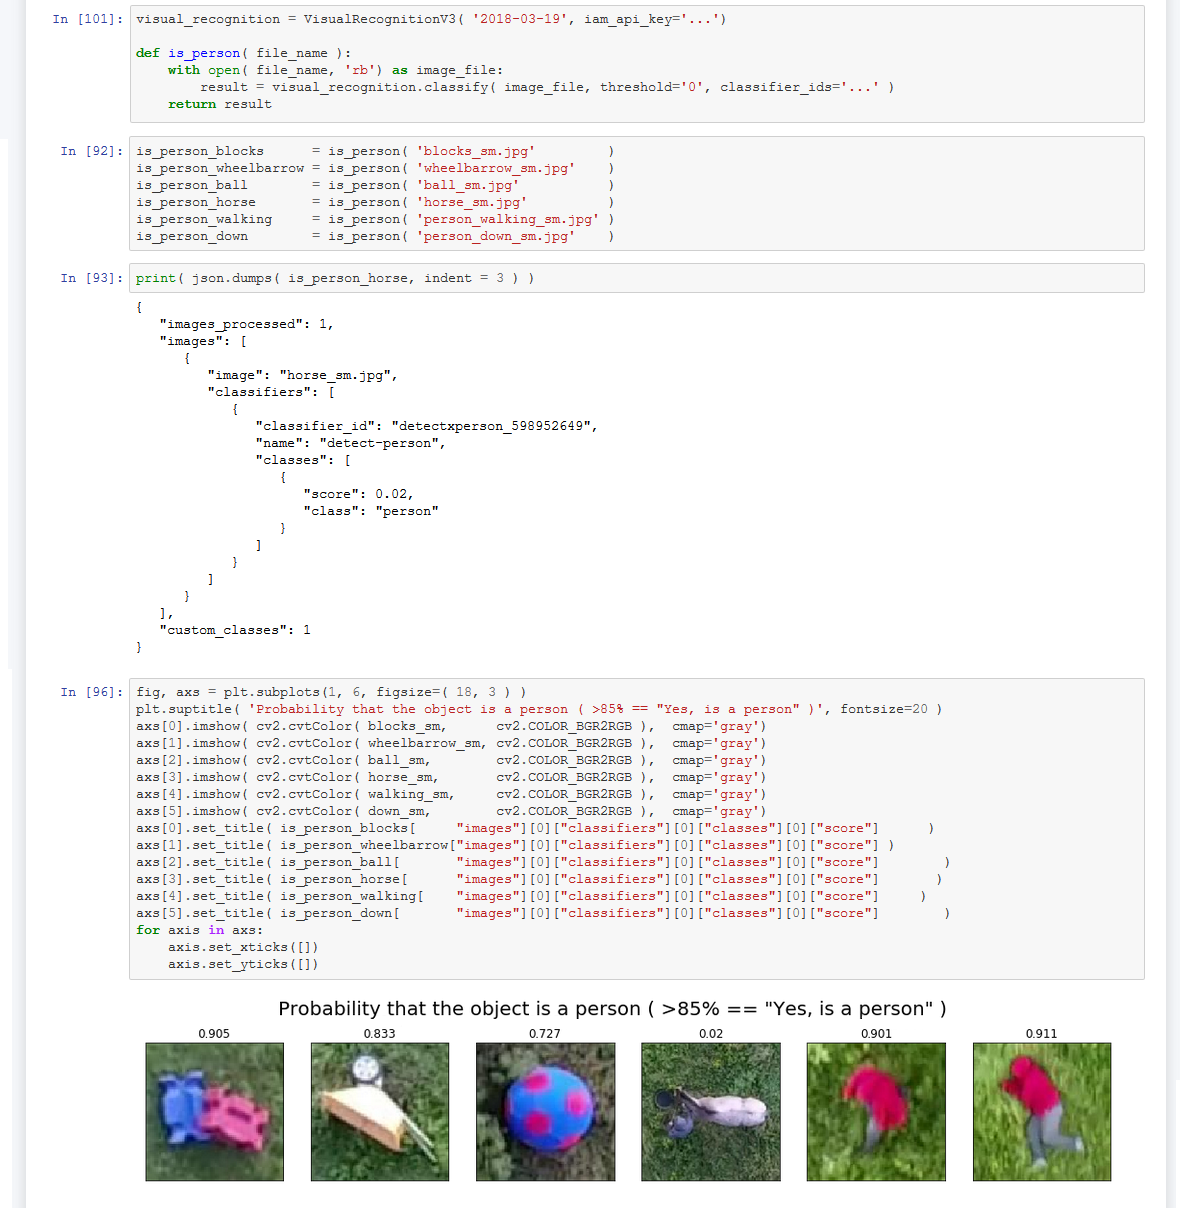 In [101]: visual_recognition = VisualRecognitionV3( '2018-03-19', iam_api_key='...')
def is_person( file_name ):
    with open( file_name, 'rb') as image_file:
        result = visual_recognition.classify( image_file, threshold='0', classifier_ids='...' )
    return result
In [92]: is_person_blocks      = is_person( 'blocks_sm.jpg'         )
is_person_wheelbarrow = is_person( 'wheelbarrow_sm.jpg'    )
is_person_ball        = is_person( 'ball_sm.jpg'           )
is_person_horse       = is_person( 'horse_sm.jpg'          )
is_person_walking     = is_person( 'person_walking_sm.jpg' )
is_person_down        = is_person( 'person_down_sm.jpg'    )
In [93]: print( json.dumps( is_person_horse, indent = 3 ) )
{
   "images_processed": 1,
   "images": [
      {
         "image": "horse_sm.jpg",
         "classifiers": [
            {
               "classifier_id": "detectxperson_598952649",
               "name": "detect-person",
               "classes": [
                  {
                     "score": 0.02,
                     "class": "person"
                  }
               ]
            }
         ]
      }
   ],
   "custom_classes": 1
}
In [96]: fig, axs = plt.subplots(1, 6, figsize=( 18, 3 ) )
plt.suptitle( 'Probability that the object is a person ( >85% == "Yes, is a person" )', fontsize=20 )
axs[0].imshow( cv2.cvtColor( blocks_sm,      cv2.COLOR_BGR2RGB ),  cmap='gray')
axs[1].imshow( cv2.cvtColor( wheelbarrow_sm, cv2.COLOR_BGR2RGB ),  cmap='gray')
axs[2].imshow( cv2.cvtColor( ball_sm,        cv2.COLOR_BGR2RGB ),  cmap='gray')
axs[3].imshow( cv2.cvtColor( horse_sm,       cv2.COLOR_BGR2RGB ),  cmap='gray')
axs[4].imshow( cv2.cvtColor( walking_sm,     cv2.COLOR_BGR2RGB ),  cmap='gray')
axs[5].imshow( cv2.cvtColor( down_sm,        cv2.COLOR_BGR2RGB ),  cmap='gray')
axs[0].set_title( is_person_blocks[     "images"][0]["classifiers"][0]["classes"][0]["score"]      )
axs[1].set_title( is_person_wheelbarrow["images"][0]["classifiers"][0]["classes"][0]["score"] )
axs[2].set_title( is_person_ball[       "images"][0]["classifiers"][0]["classes"][0]["score"]        )
axs[3].set_title( is_person_horse[      "images"][0]["classifiers"][0]["classes"][0]["score"]       )
axs[4].set_title( is_person_walking[    "images"][0]["classifiers"][0]["classes"][0]["score"]     )
axs[5].set_title( is_person_down[       "images"][0]["classifiers"][0]["classes"][0]["score"]        )
for axis in axs:
    axis.set_xticks([])
    axis.set_yticks([])
Probability that the object is a person ( >85% == "Yes, is a person" )
0.905 0.833 0.727 0.02 0.901 0.911